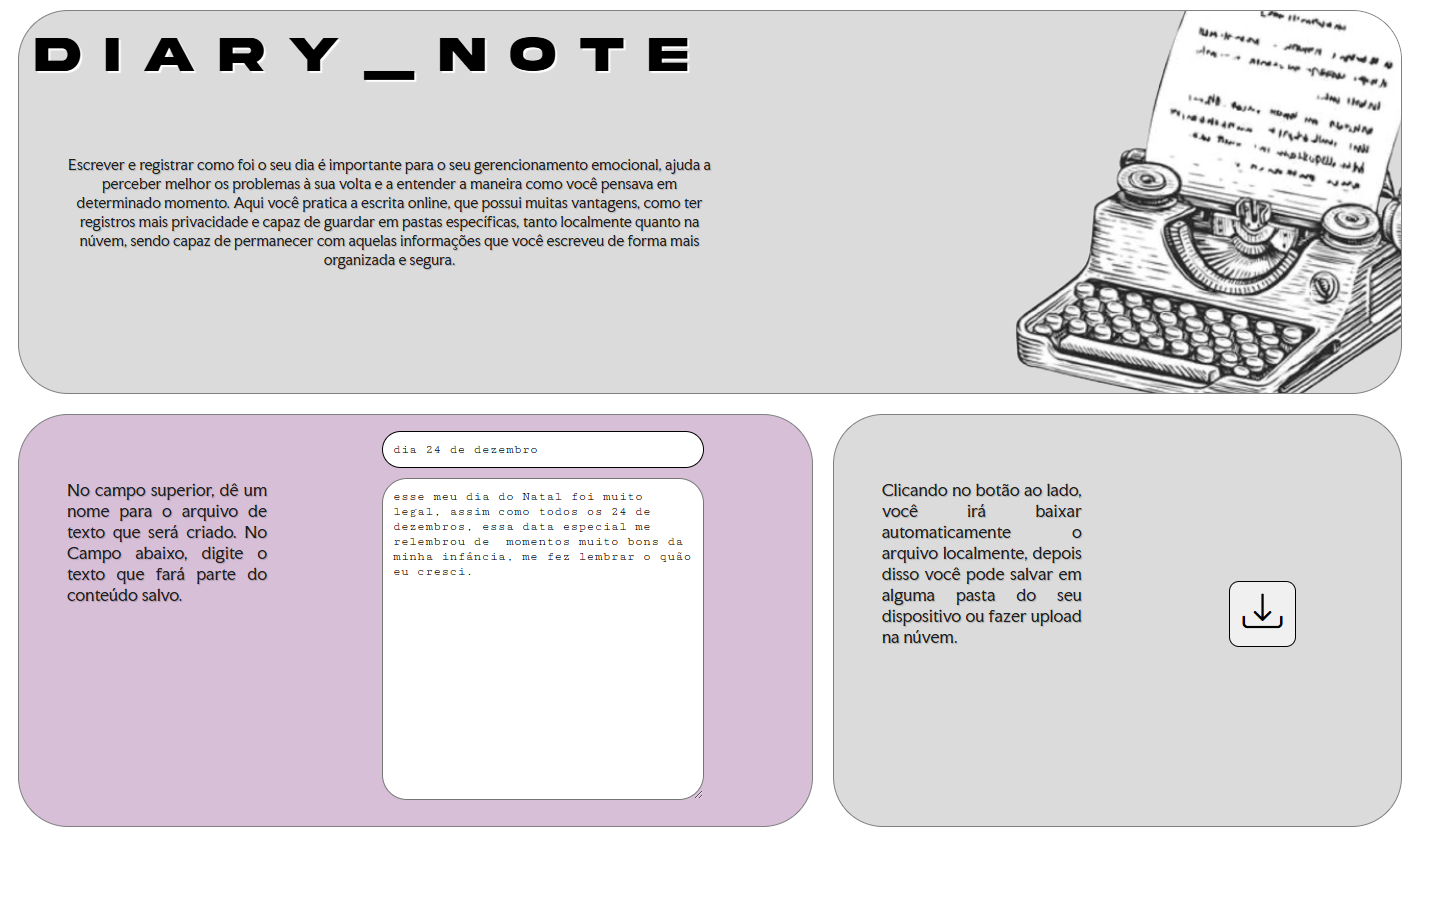 DIARY_NOTE
Escrever e registrar como foi o seu dia é importante para o seu gerencionamento emocional, ajuda a
perceber melhor os problemas à sua volta e a entender a maneira como você pensava em
determinado momento. Aqui você pratica a escrita online, que possui muitas vantagens, como ter
registros mais privacidade e capaz de guardar em pastas específicas, tanto localmente quanto na
núvem, sendo capaz de permanecer com aquelas informações que você escreveu de forma mais
organizada e segura.
No campo superior, dê um
nome para o arquivo de
texto que será criado. No
Campo abaixo, digite o
texto que fará parte do
conteúdo salvo.
dia 24 de dezembro
esse meu dia do Natal foi muito
legal, assim como todos os 24 de
dezembros, essa data especial me
relembrou de  momentos muito bons da
minha infância, me fez lembrar o quão
eu cresci.
Clicando no botão ao lado,
você irá baixar
automaticamente o
arquivo localmente, depois
disso você pode salvar em
alguma pasta do seu
dispositivo ou fazer upload
na núvem.